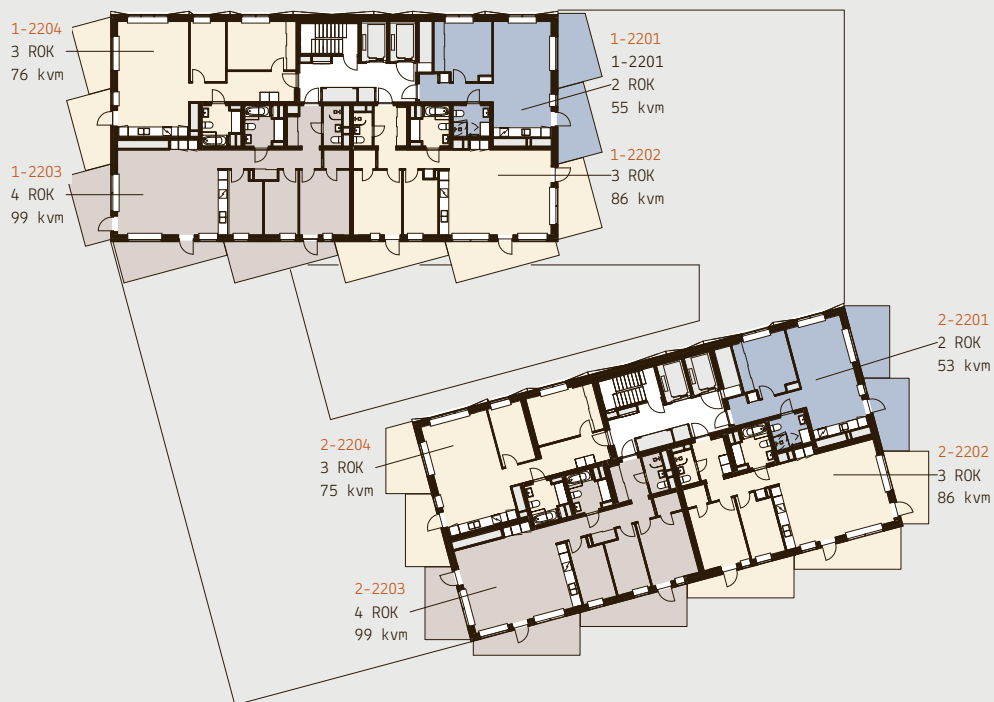 1-2204
3 ROK
76 kvm
1-2201
1-2201
2 ROK
55 kvm
1-2203
4 ROK
99 kvm
1-2202
3 ROK
86 kvm
2-2201
2 ROK
53 kvm
2-2204
3 ROK
75 kvm
2-2202
3 ROK
86 kvm
2-2203
4 ROK
99 kvm